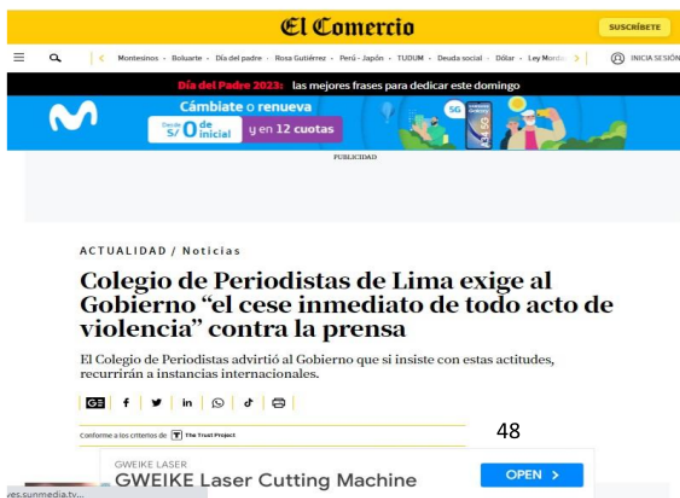 El Comercio
SUSCRÍBETE
Montesinos - Boluarte - Día del padre - Rosa Gutiérrez - Perú - Japón - TUDUM - Deuda social - Dólar - Ley
INICIA SESIÓN
Día del Padre 2023: las mejores frases para dedicar este domingo
Cámbiate o renueva
Desde S/ 0 de inicial y en 12 cuotas
5G
PUBLICIDAD
ACTUALIDAD / Noticias
Colegio de Periodistas de Lima exige al
Gobierno “el cese inmediato de todo acto de
violencia” contra la prensa
El Colegio de Periodistas advirtió al Gobierno que si insiste con estas actitudes,
recurrirán a instancias internacionales.
48
Conforme a los criterios de The Trust Project
GWEIKE LASER
GWEIKE Laser Cutting Machine
OPEN >
ves.sunmedia.tv...